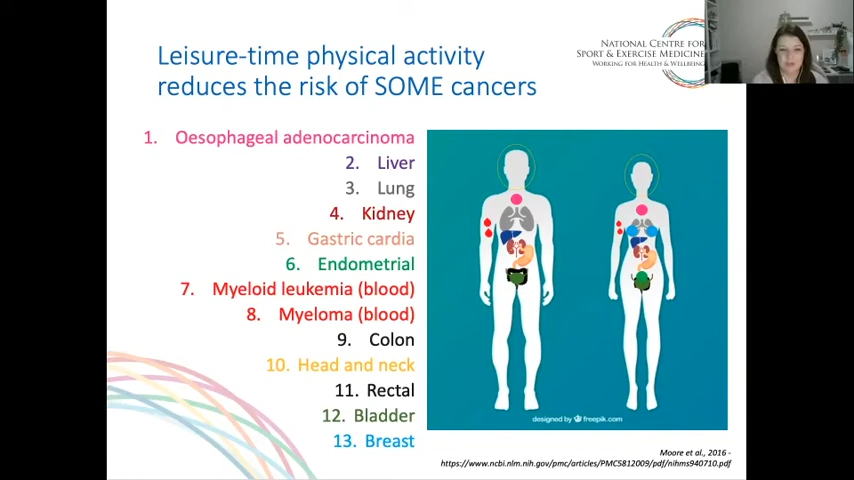 Leisure-time physical activity
reduces the risk of SOME cancers
NATIONAL CENTRE FOR
SPORT & EXERCISE MEDICINE
WORKING FOR HEALTH & WELLBEING
1. Oesophageal adenocarcinoma
2. Liver
3. Lung
4. Kidney
5. Gastric cardia
6. Endometrial
7. Myeloid leukemia (blood)
8. Myeloma (blood)
9. Colon
10. Head and neck
11. Rectal
12. Bladder
13. Breast
designed by freepik.com
Moore et al., 2016 -
https://www.ncbi.nlm.nih.gov/pmc/articles/PMC5812009/pdf/nihms940710.pdf